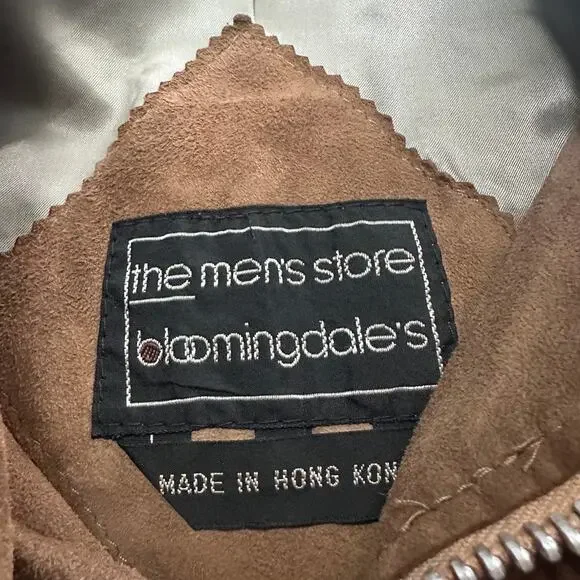 the men's store
bloomingdale's
MADE IN HONG KON